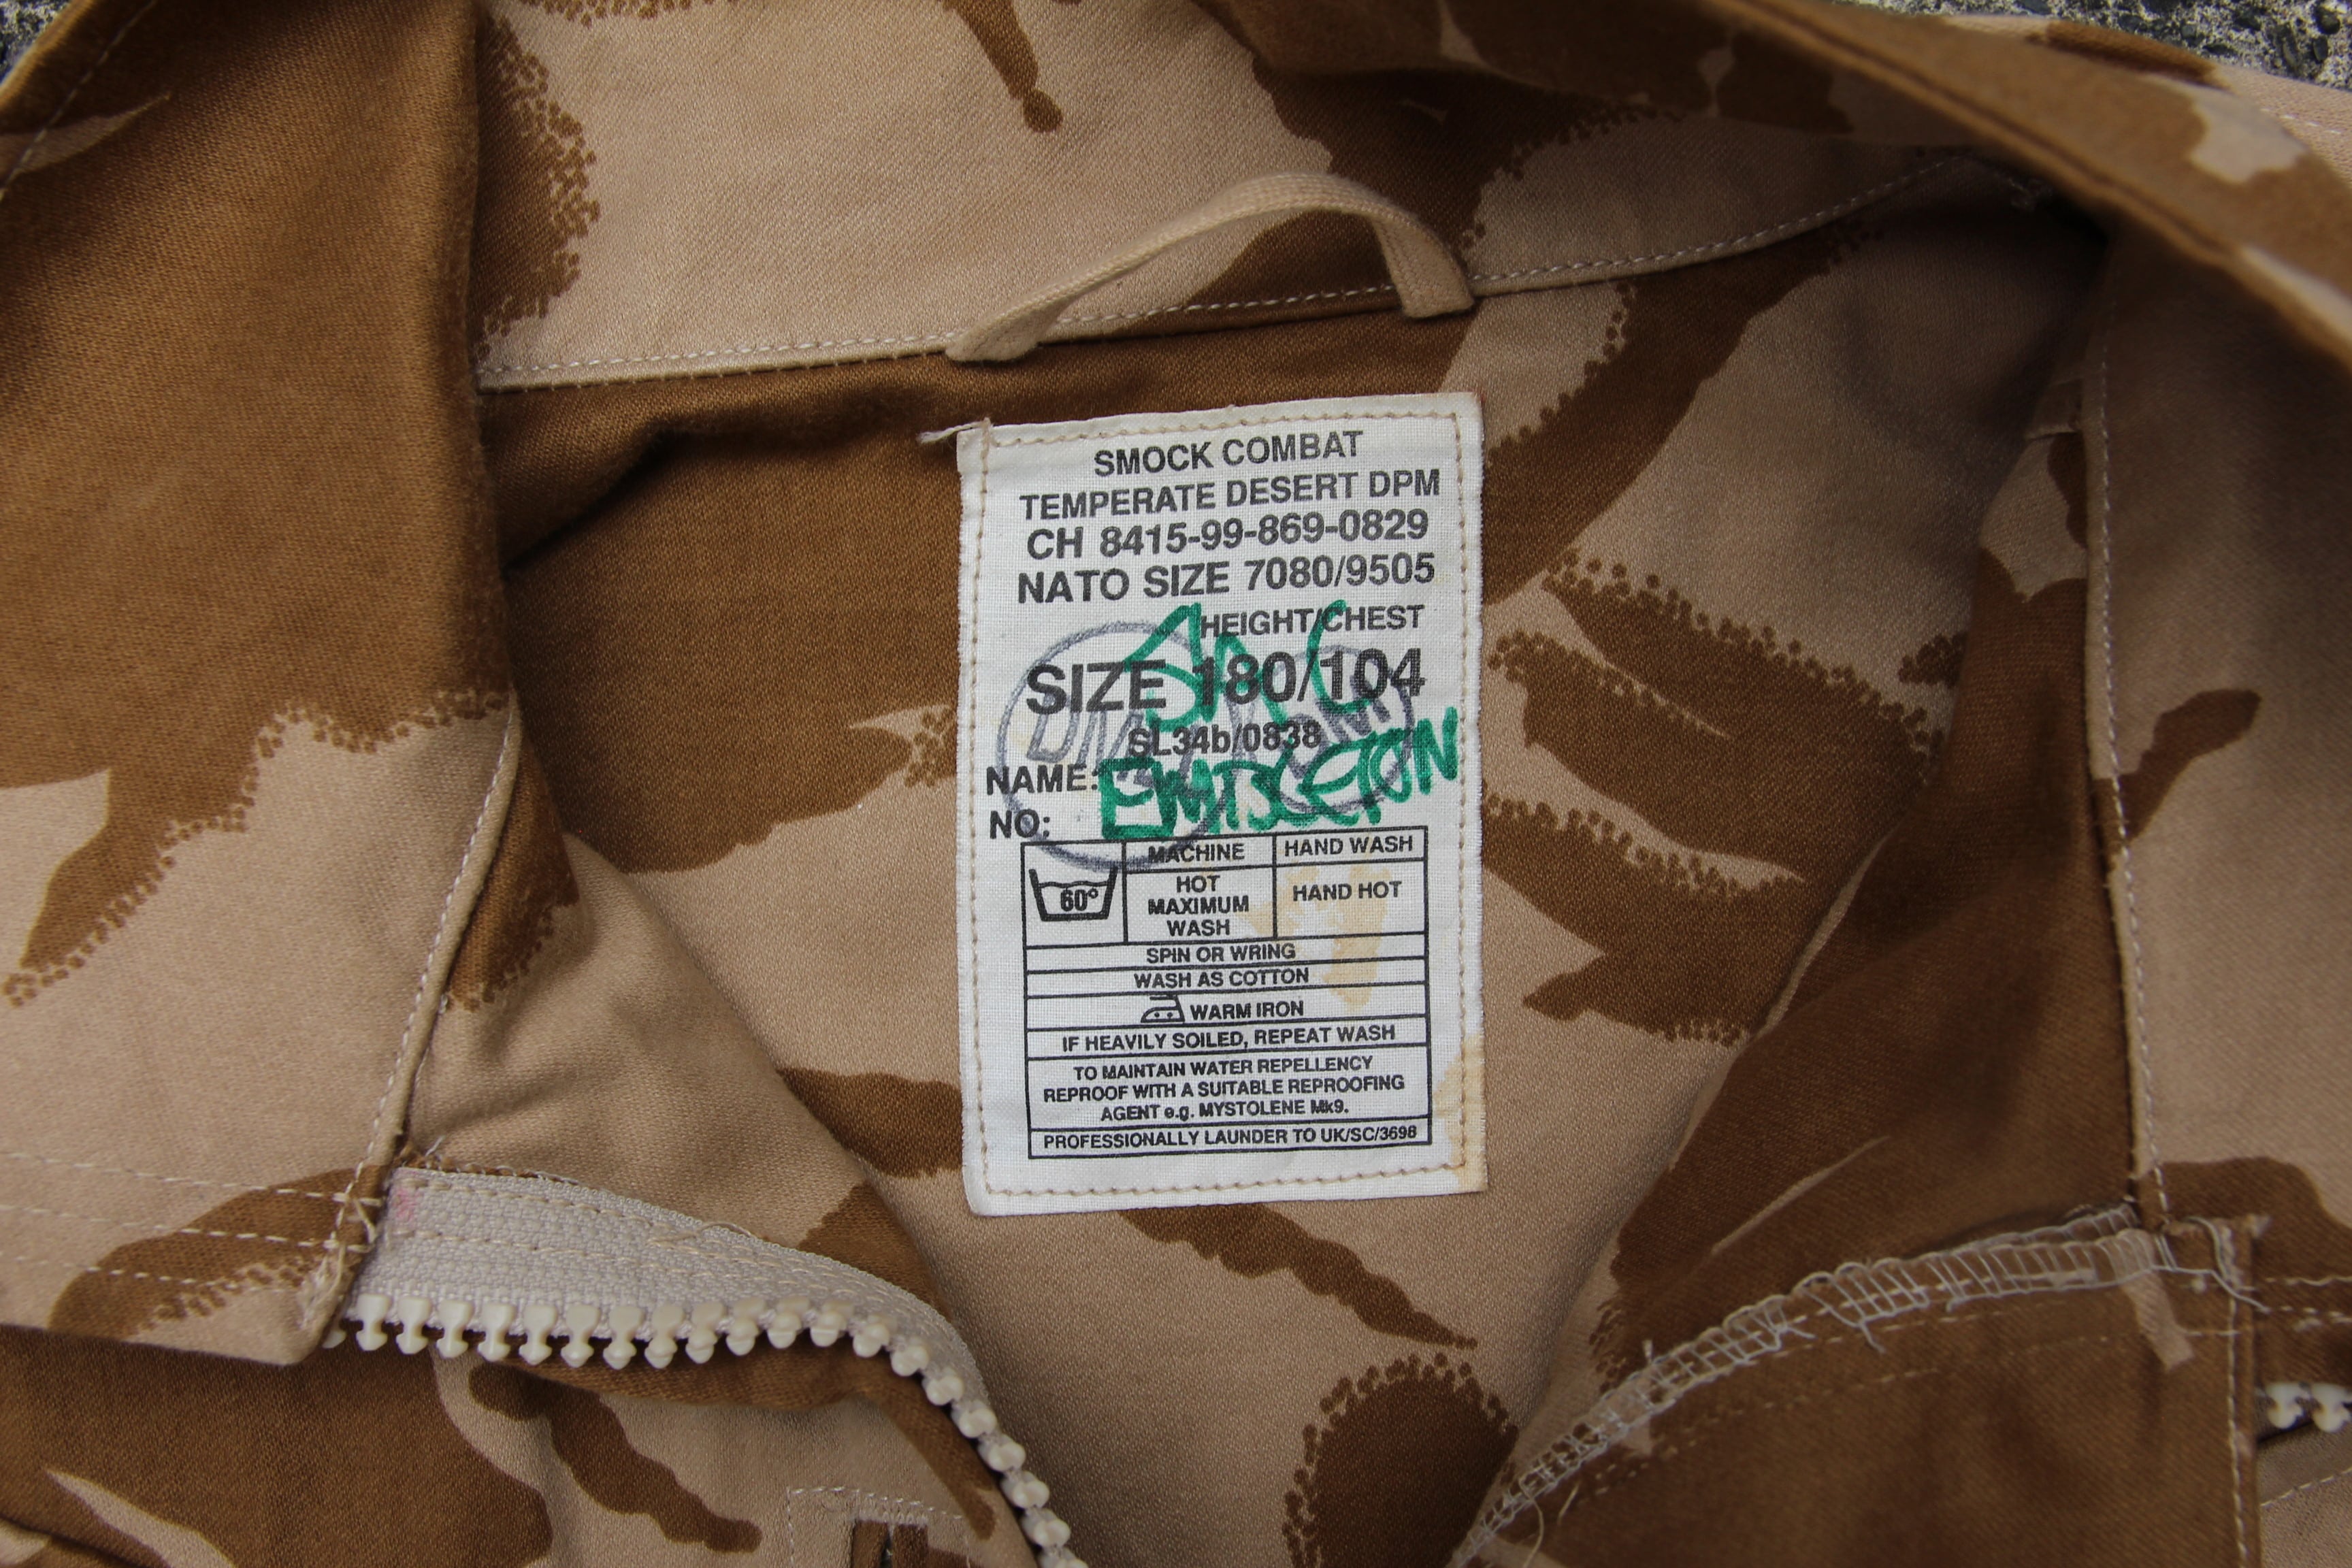 SMOCK COMBAT
TEMPERATE DESERT DPM
CH 8415-99-869-0829
NATO SIZE 7080/9505
HEIGHT/CHEST
SIZE 180/104
SL34b/0838
NAME:
NO:
MACHINE HAND WASH
60° HOT MAXIMUM WASH HAND HOT
SPIN OR WRING
WASH AS COTTON
WARM IRON
IF HEAVILY SOILED, REPEAT WASH
TO MAINTAIN WATER REPELLENCY
REPROOF WITH A SUITABLE REPROOFING
AGENT e.g. MYSTOLENE Mk9.
PROFESSIONALLY LAUNDER TO UK/SC/3698